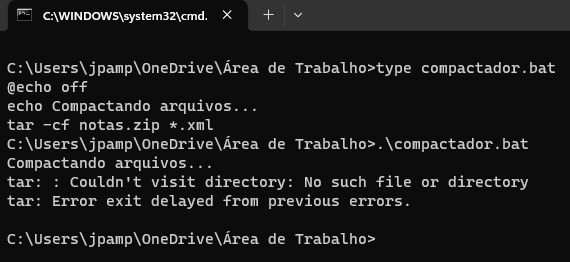 C:\WINDOWS\system32\cmd.
C:\Users\jpamp\OneDrive\Área de Trabalho>type compactador.bat
@echo off
echo Compactando arquivos...
tar -cf notas.zip *.xml
C:\Users\jpamp\OneDrive\Área de Trabalho>.\compactador.bat
Compactando arquivos...
tar: : Couldn't visit directory: No such file or directory
tar: Error exit delayed from previous errors.
C:\Users\jpamp\OneDrive\Área de Trabalho>